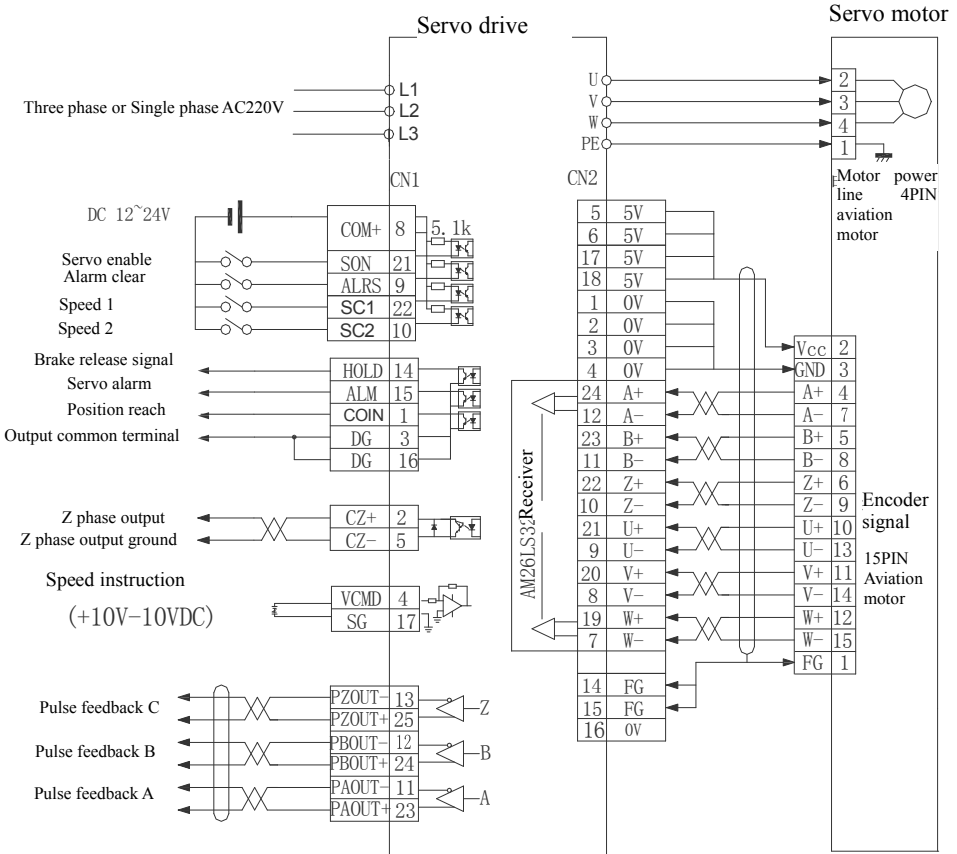 Servo drive
Servo motor
Three phase or Single phase AC220V
L1
L2
L3
U
V
W
PE
2
3
4
1
Motor power
line 4PIN
aviation
motor
CN1
CN2
DC 12~24V
COM+ 8
5.1k
Servo enable
SON 21
Alarm clear
ALRS 9
Speed 1
SC1 22
Speed 2
SC2 10
Brake release signal
HOLD 14
Servo alarm
ALM 15
Position reach
COIN 1
Output common terminal
DG 3
DG 16
Z phase output
CZ+ 2
Z phase output ground
CZ- 5
Speed instruction
(+10V-10VDC)
VCMD 4
SG 17
Pulse feedback C
PZOUT- 13
PZOUT+ 25
Z
Pulse feedback B
PBOUT- 12
PBOUT+ 24
B
Pulse feedback A
PAOUT- 11
PAOUT+ 23
A
5 5V
6 5V
17 5V
18 5V
1 0V
2 0V
3 0V
4 0V
24 A+
12 A-
23 B+
11 B-
22 Z+
10 Z-
21 U+
9 U-
20 V+
8 V-
19 W+
7 W-
14 FG
15 FG
16 0V
AM26LS32Receiver
Vcc 2
GND 3
A+ 4
A- 7
B+ 5
B- 8
Z+ 6
Z- 9
U+ 10
U- 13
V+ 11
V- 14
W+ 12
W- 15
FG 1
Encoder
signal
15PIN
Aviation
motor